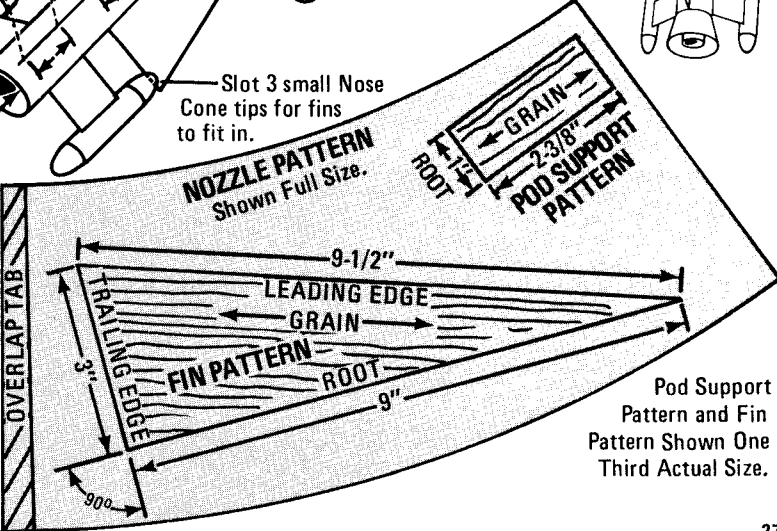 Slot 3 small Nose
Cone tips for fins
to fit in.
NOZZLE PATTERN
Shown Full Size.
GRAIN
ROOT
1"
2-3/8"
POD SUPPORT
PATTERN
OVERLAP TAB
9-1/2"
LEADING EDGE
GRAIN
TRAILING EDGE
3"
FIN PATTERN
ROOT
9"
90°
Pod Support
Pattern and Fin
Pattern Shown One
Third Actual Size.